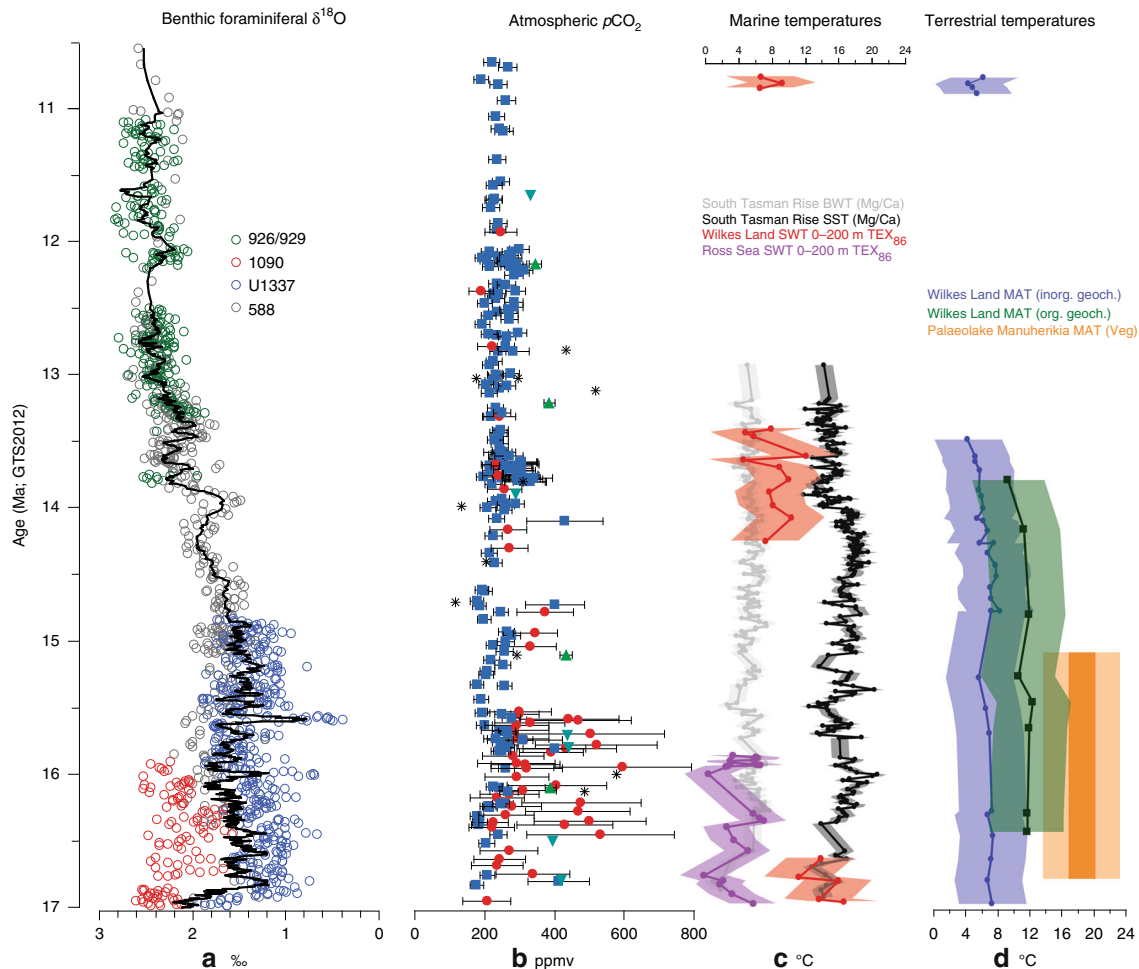 Benthic foraminiferal δ18O
Atmospheric pCO2
Marine temperatures
Terrestrial temperatures
0 4 8 12 16 20 24
Age (Ma; GTS2012)
11
12
13
14
15
16
17
926/929
1090
U1337
588
South Tasman Rise BWT (Mg/Ca)
South Tasman Rise SST (Mg/Ca)
Wilkes Land SWT 0–200 m TEX86
Ross Sea SWT 0–200 m TEX86
Wilkes Land MAT (inorg. geoch.)
Wilkes Land MAT (org. geoch.)
Palaeolake Manuherikia MAT (Veg)
3 2 1 0
a ‰
0 200 400 600 800
b ppmv
c °C
0 4 8 12 16 20 24
d °C